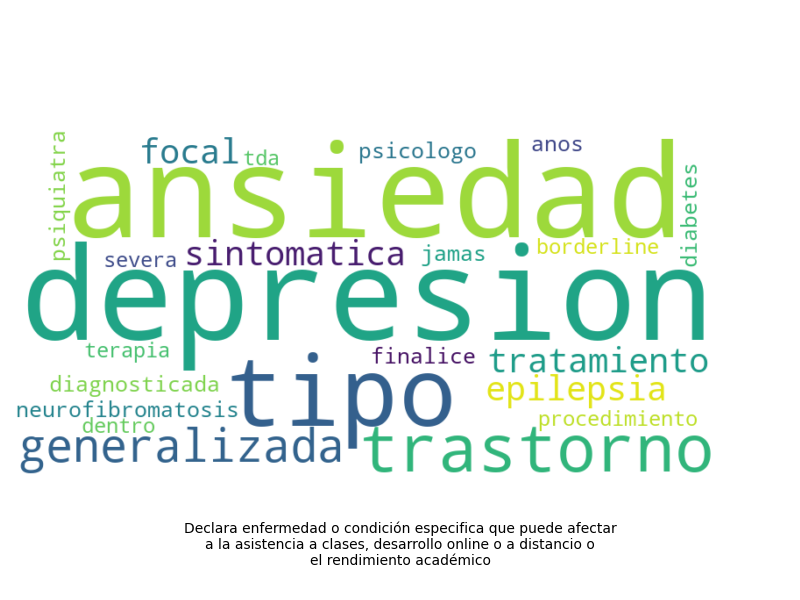 psiquiatra
focal
tda
psicologo
anos
ansiedad
diabetes
severa
sintomatica
jamas
borderline
depresion
terapia
finalice
tratamiento
diagnosticada
tipo
epilepsia
neurofibromatosis
dentro
procedimiento
generalizada
trastorno
Declara enfermedad o condición especifica que puede afectar
a la asistencia a clases, desarrollo online o a distancio o
el rendimiento académico